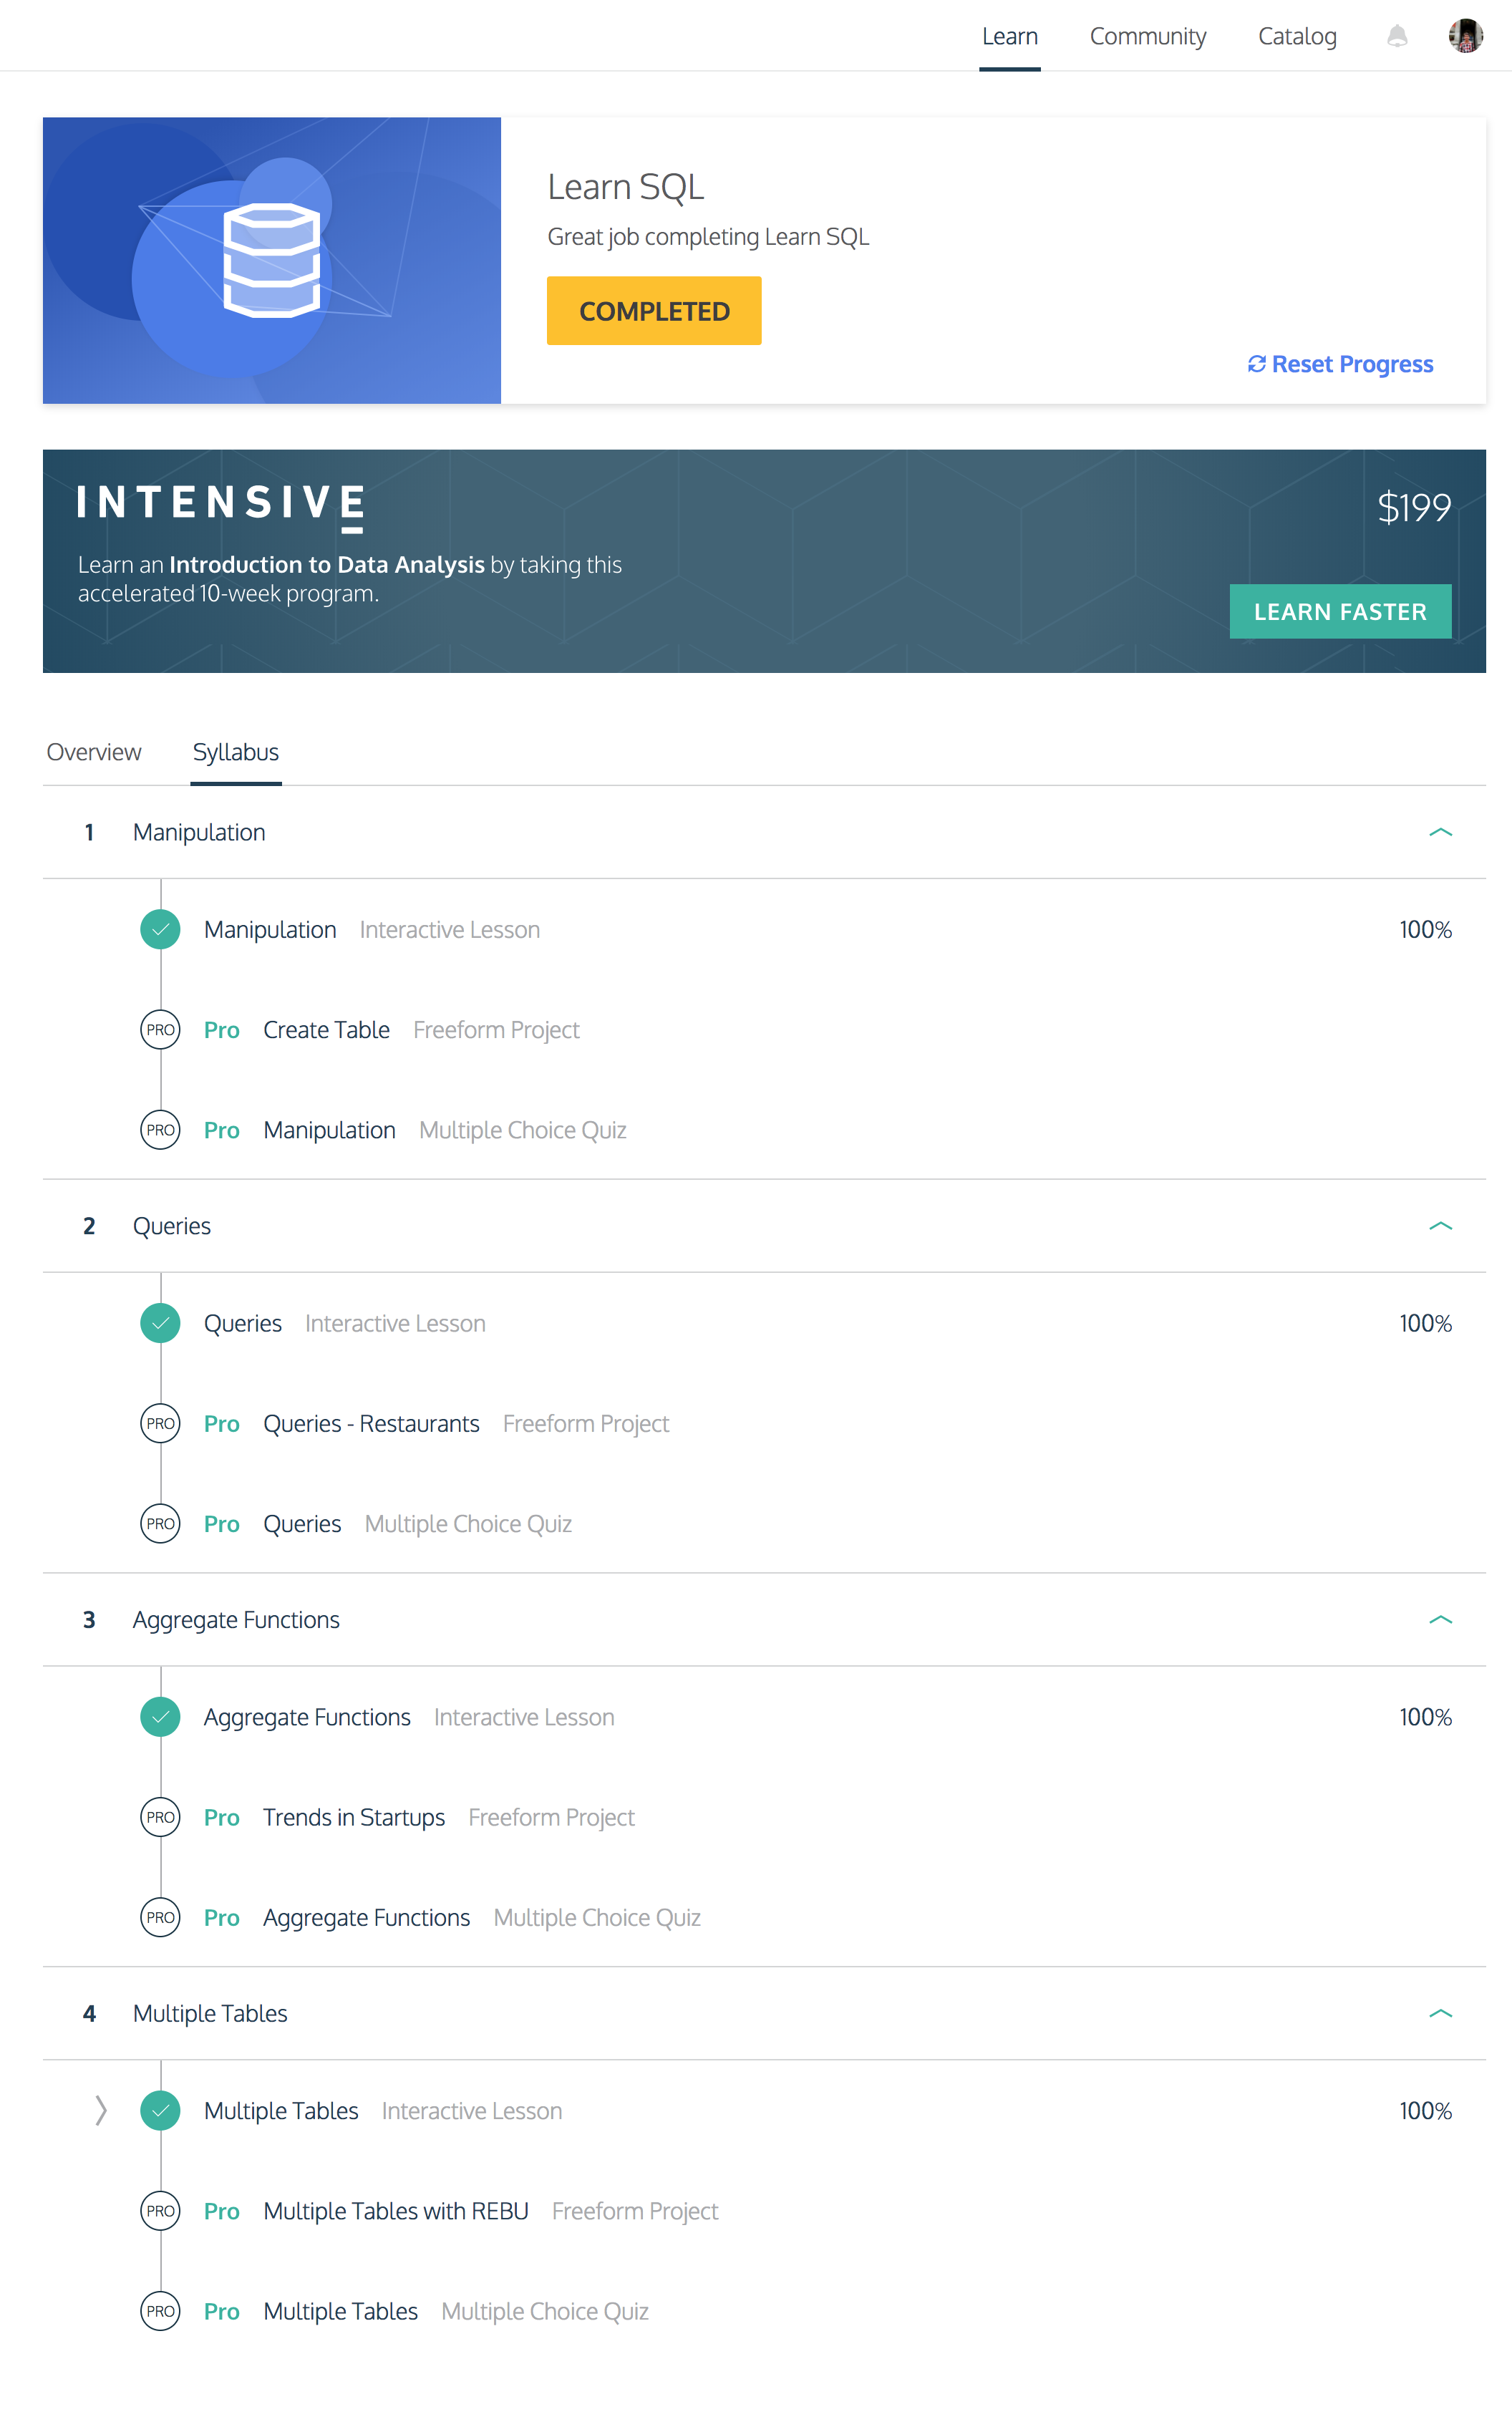 Learn Community Catalog
Learn SQL
Great job completing Learn SQL
COMPLETED
Reset Progress
INTENSIVE
$199
Learn an Introduction to Data Analysis by taking this
accelerated 10-week program.
LEARN FASTER
Overview Syllabus
1 Manipulation
Manipulation Interactive Lesson 100%
PRO Pro Create Table Freeform Project
PRO Pro Manipulation Multiple Choice Quiz
2 Queries
Queries Interactive Lesson 100%
PRO Pro Queries - Restaurants Freeform Project
PRO Pro Queries Multiple Choice Quiz
3 Aggregate Functions
Aggregate Functions Interactive Lesson 100%
PRO Pro Trends in Startups Freeform Project
PRO Pro Aggregate Functions Multiple Choice Quiz
4 Multiple Tables
Multiple Tables Interactive Lesson 100%
PRO Pro Multiple Tables with REBU Freeform Project
PRO Pro Multiple Tables Multiple Choice Quiz